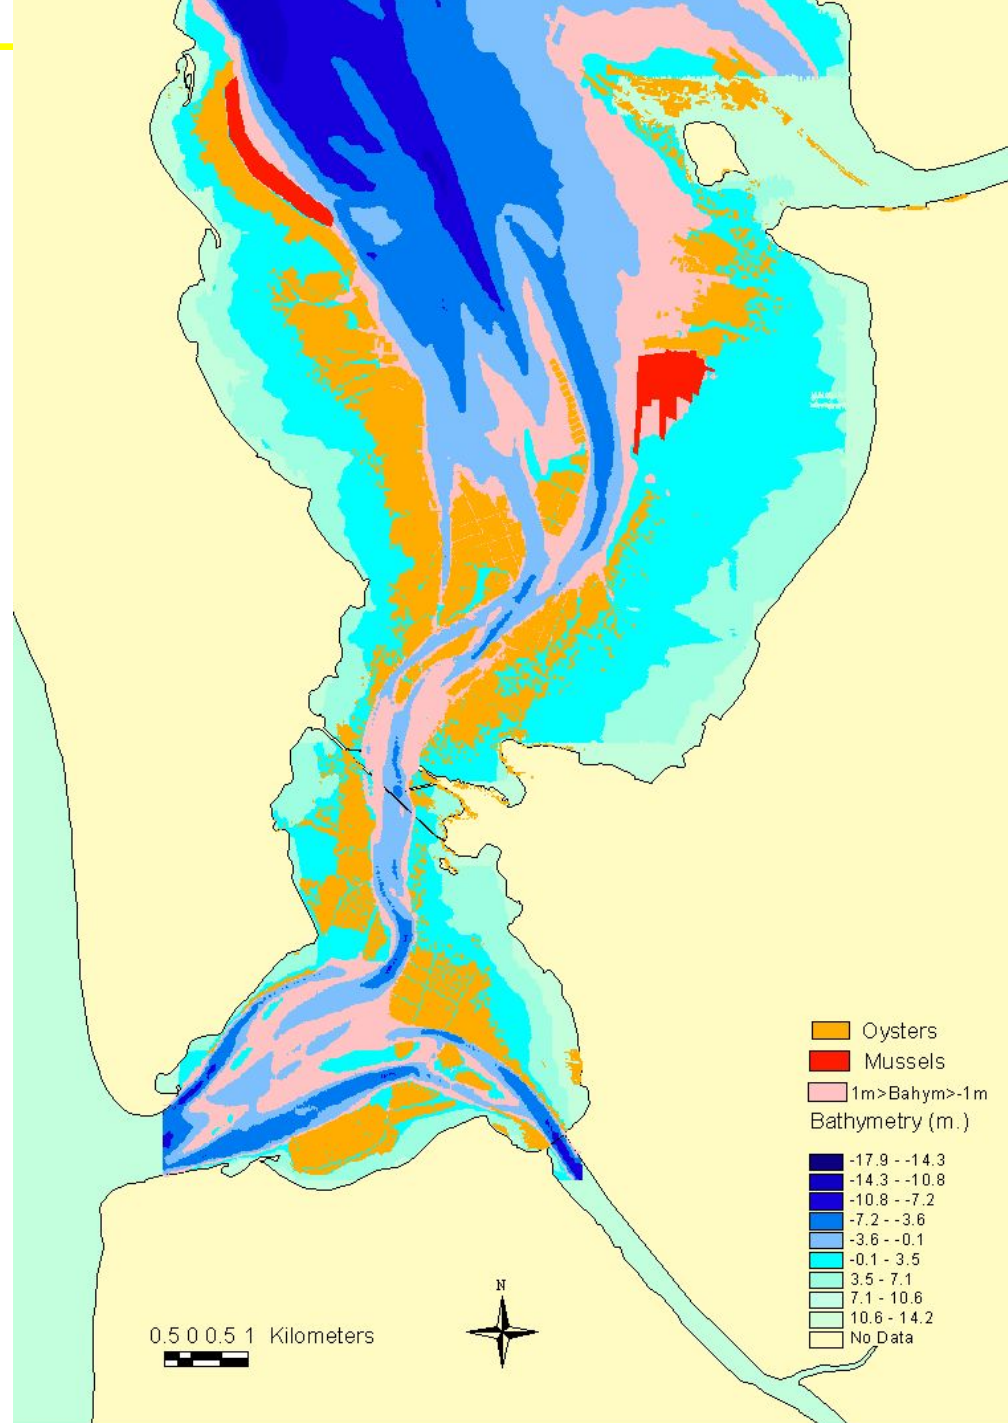 Oysters
Mussels
1m>Bahym>-1m
Bathymetry (m.)
-17.9 - -14.3
-14.3 - -10.8
-10.8 - -7.2
-7.2 - -3.6
-3.6 - -0.1
-0.1 - 3.5
3.5 - 7.1
7.1 - 10.6
10.6 - 14.2
No Data
N
0.5 0 0.5 1 Kilometers